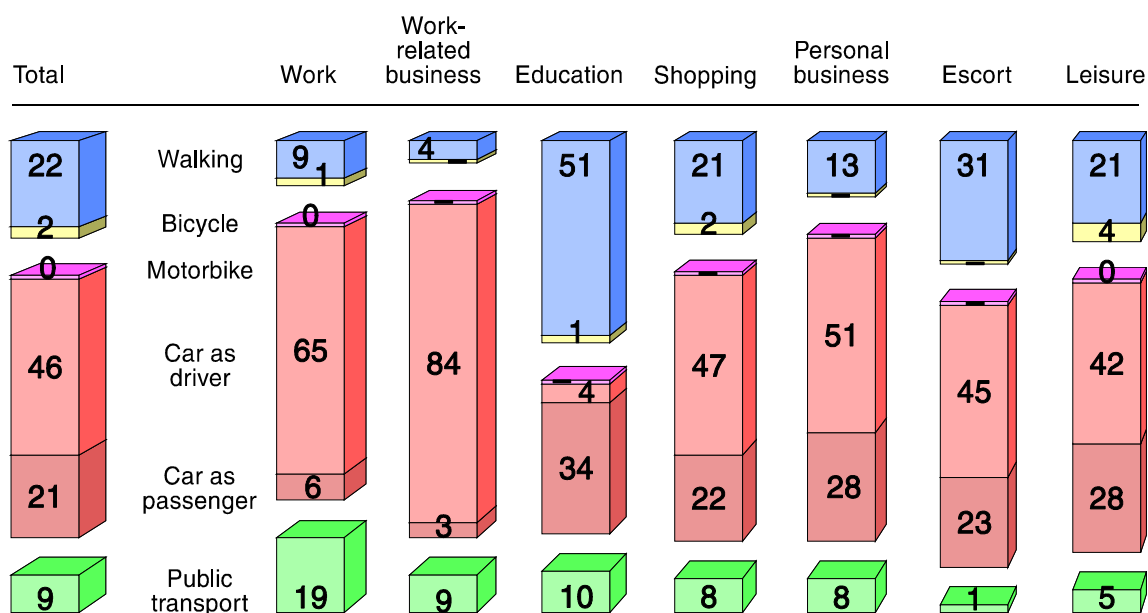 Work-
related
business
Personal
business
Total
Work
Education
Shopping
Escort
Leisure
22
Walking
9
4
51
21
13
31
21
2
Bicycle
1
-
1
2
-
-
4
0
Motorbike
0
-
-
-
-
-
0
46
Car as
driver
65
84
4
47
51
45
42
21
Car as
passenger
6
3
34
22
28
23
28
9
Public
transport
19
9
10
8
8
1
5